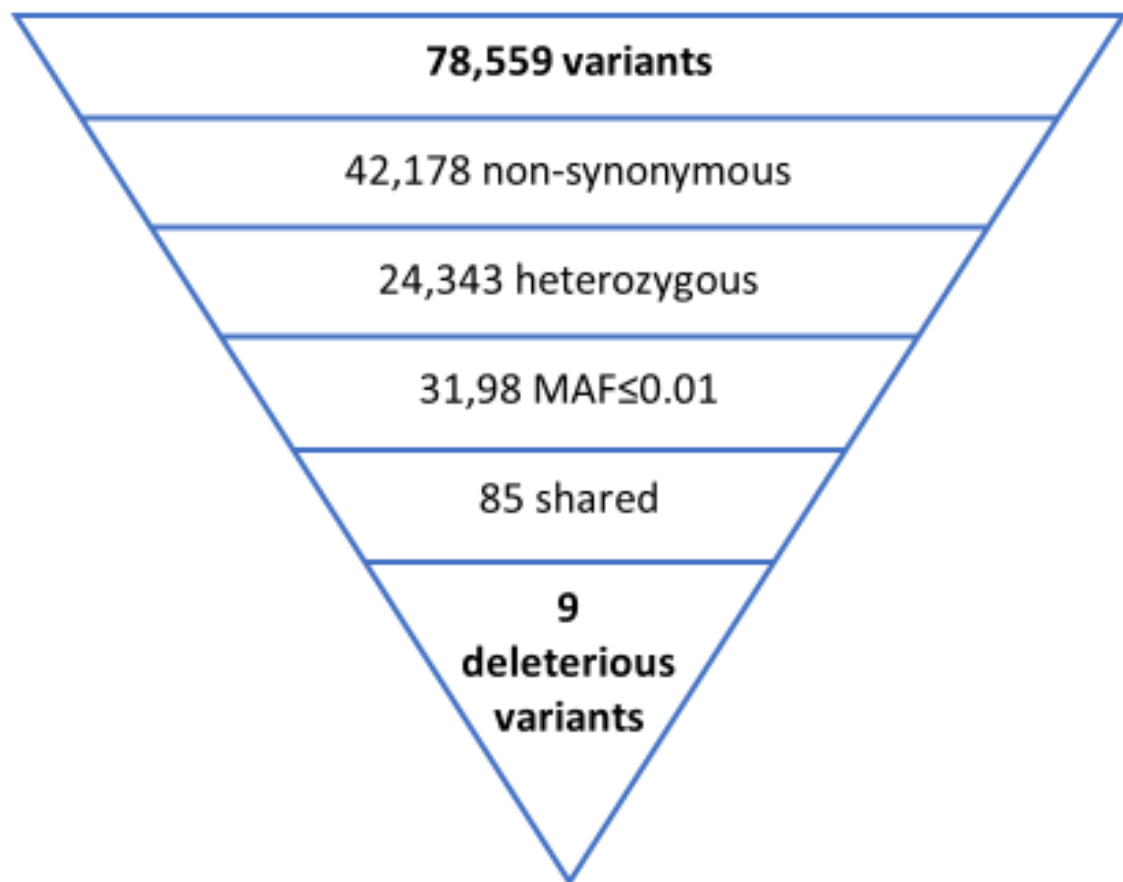 78,559 variants
42,178 non-synonymous
24,343 heterozygous
31,98 MAF≤0.01
85 shared
9
deleterious
variants